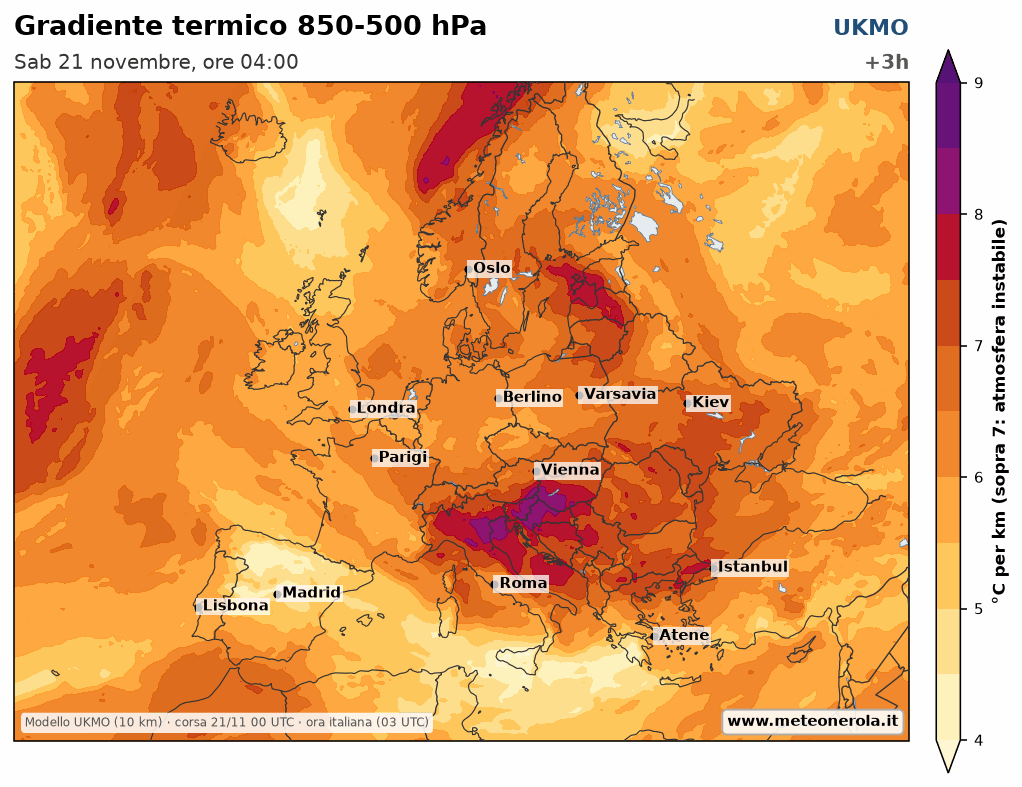 Gradiente termico 850-500 hPa
UKMO
Sab 21 novembre, ore 04:00
+3h
9
8
7
6
5
4
°C per km (sopra 7: atmosfera instabile)
Oslo
Berlino
Varsavia
Kiev
Londra
Parigi
Vienna
Istanbul
Roma
Madrid
Lisbona
Atene
Modello UKMO (10 km) · corsa 21/11 00 UTC · ora italiana (03 UTC)
www.meteonerola.it